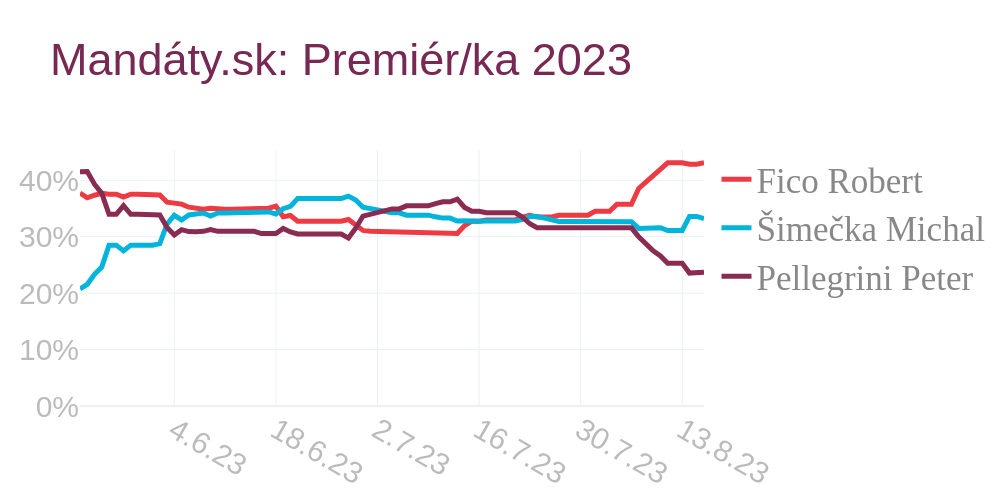 Mandáty.sk: Premiér/ka 2023
40%
30%
20%
10%
0%
4.6.23
18.6.23
2.7.23
16.7.23
30.7.23
13.8.23
Fico Robert
Šimečka Michal
Pellegrini Peter